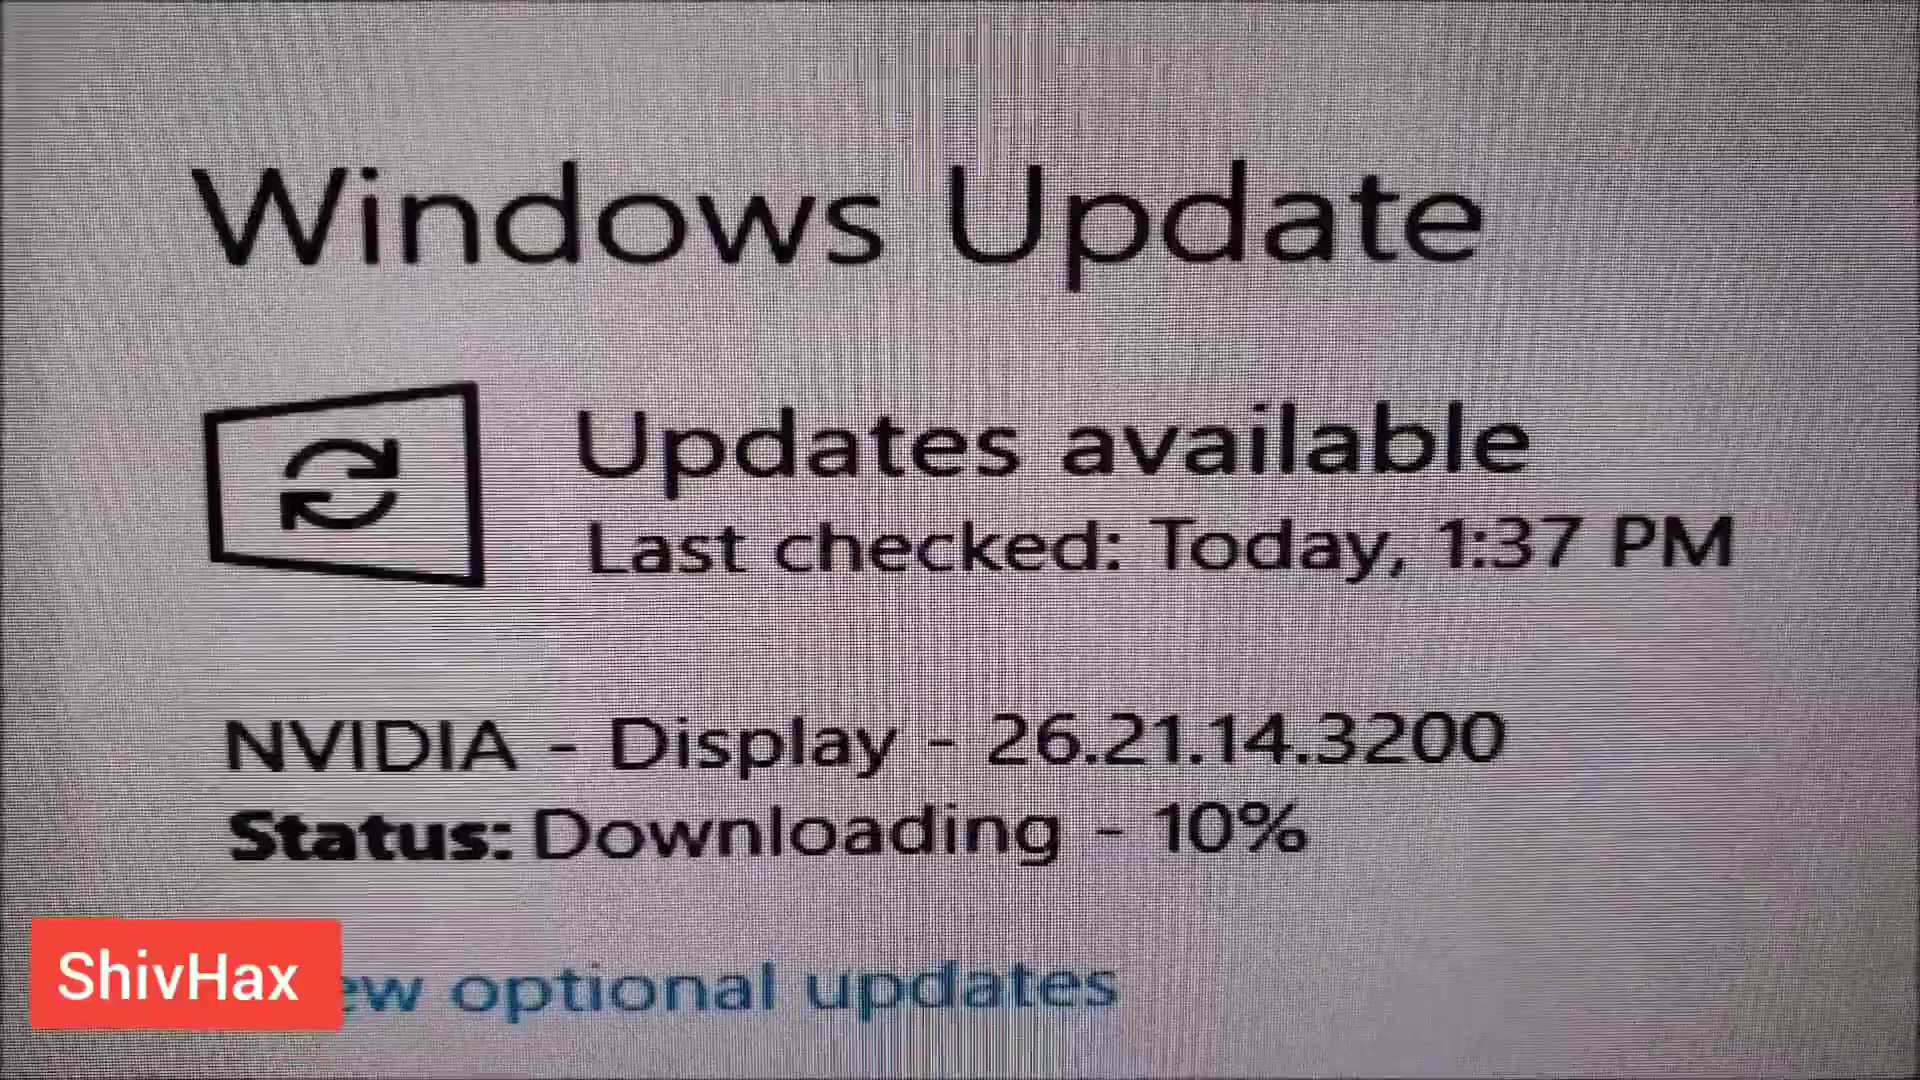 Windows Update
Updates available
Last checked: Today, 1:37 PM
NVIDIA - Display - 26.21.14.3200
Status: Downloading - 10%
ShivHax
optional updates